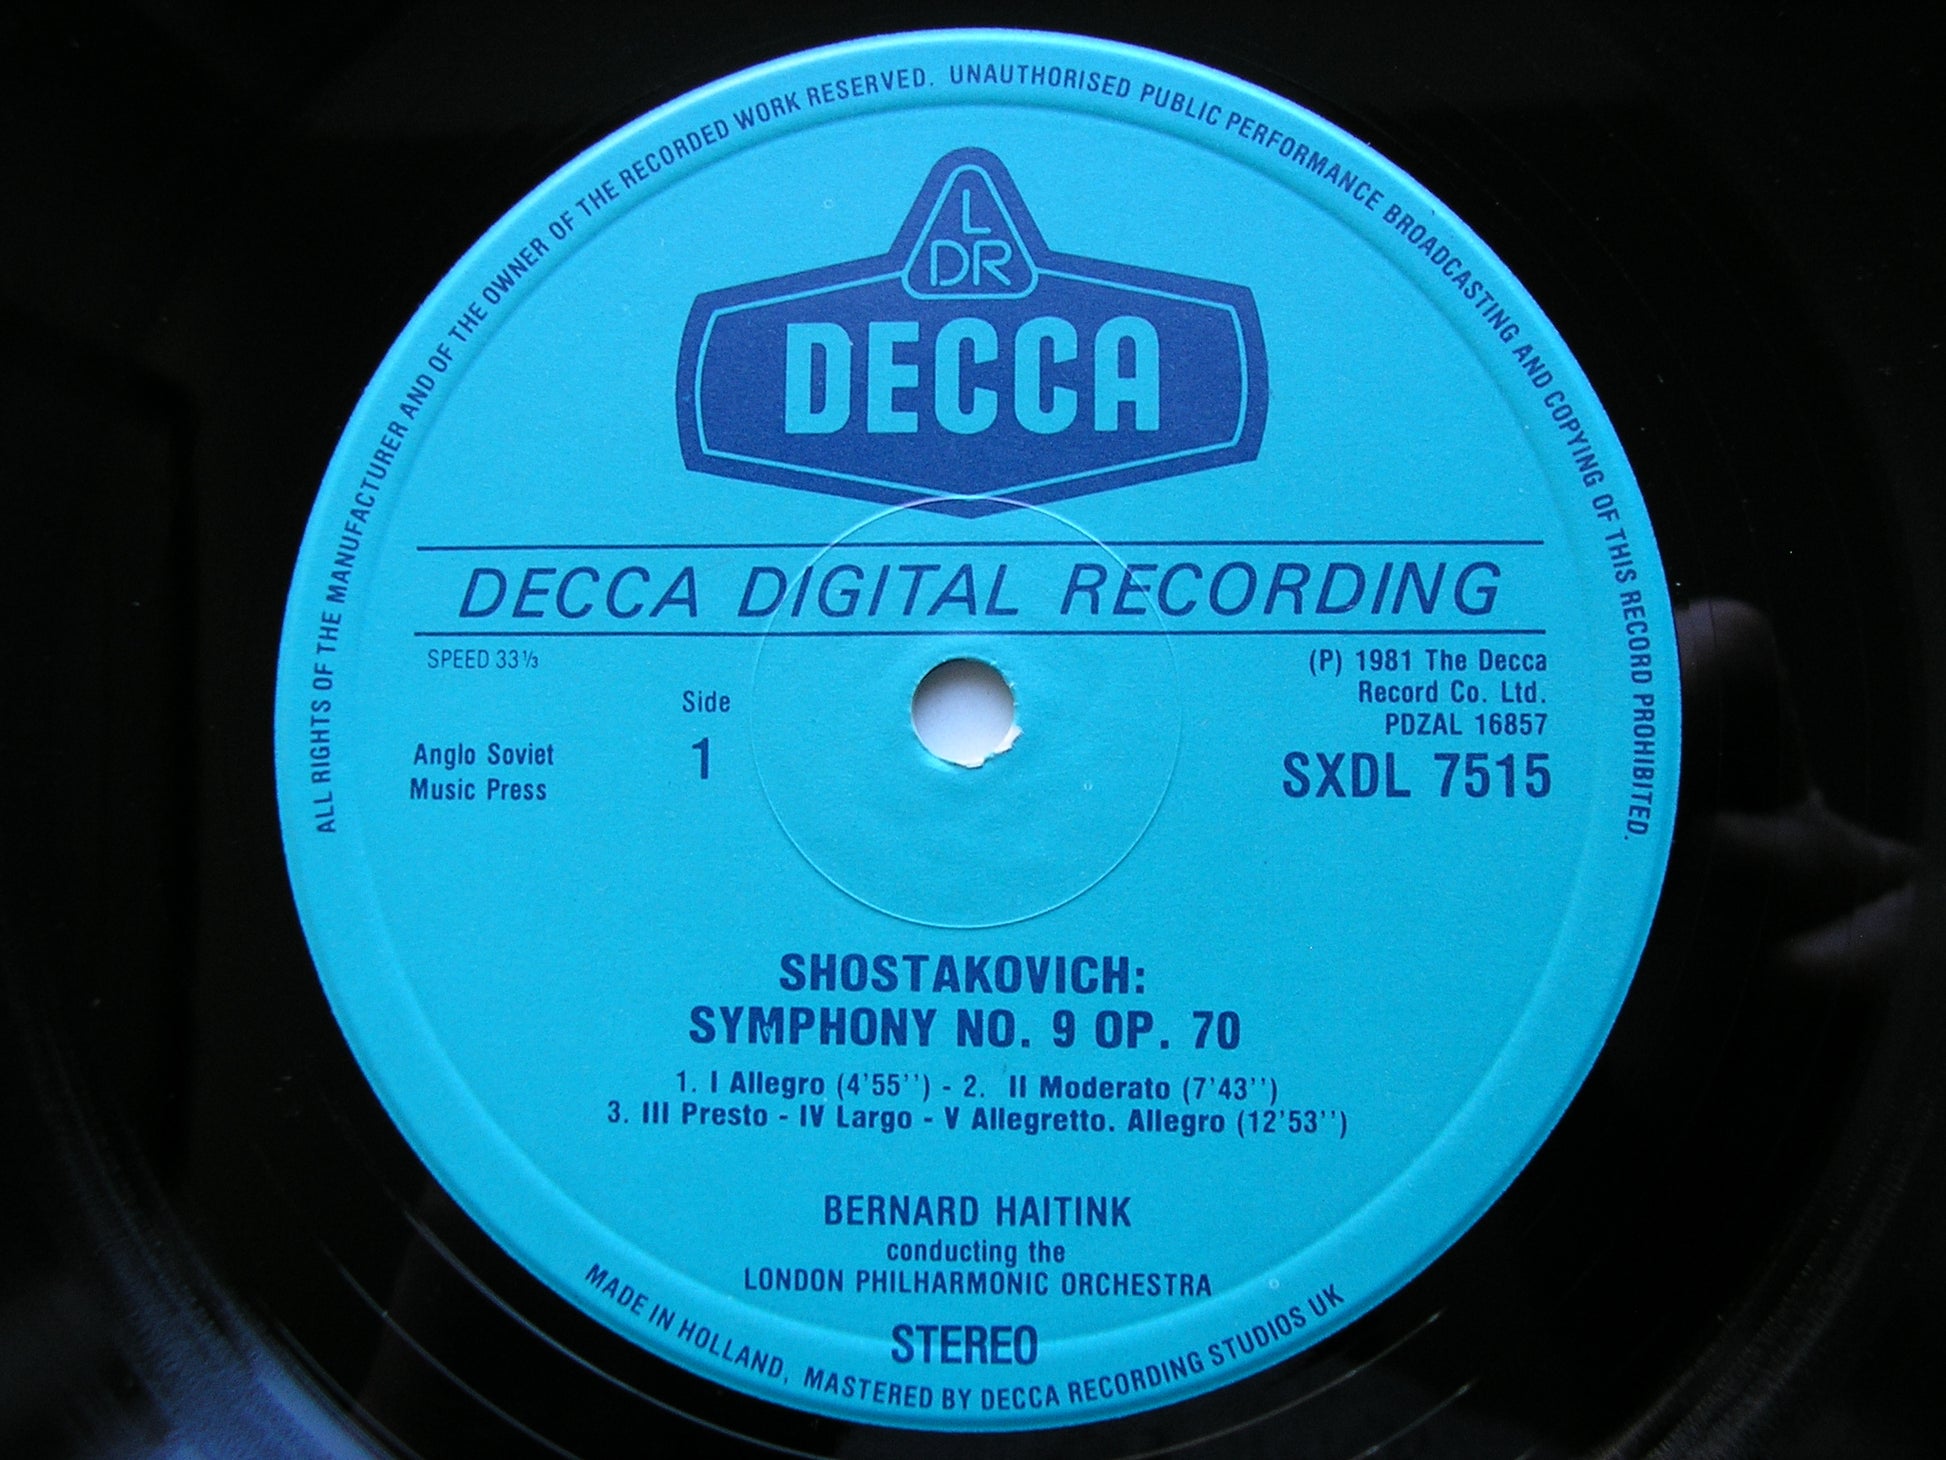 ALL RIGHTS OF THE MANUFACTURER AND OF THE OWNER OF THE RECORDED WORK RESERVED. UNAUTHORISED PUBLIC PERFORMANCE BROADCASTING AND COPYING OF THIS RECORD PROHIBITED.
L
DR
DECCA
DECCA DIGITAL RECORDING
SPEED 33 1/3
(P) 1981 The Decca
Record Co. Ltd.
PDZAL 16857
SXDL 7515
Side
1
Anglo Soviet
Music Press
SHOSTAKOVICH:
SYMPHONY NO. 9 OP. 70
1. I Allegro (4'55'') - 2. II Moderato (7'43'')
3. III Presto - IV Largo - V Allegretto. Allegro (12'53'')
BERNARD HAITINK
conducting the
LONDON PHILHARMONIC ORCHESTRA
STEREO
MADE IN HOLLAND, MASTERED BY DECCA RECORDING STUDIOS UK